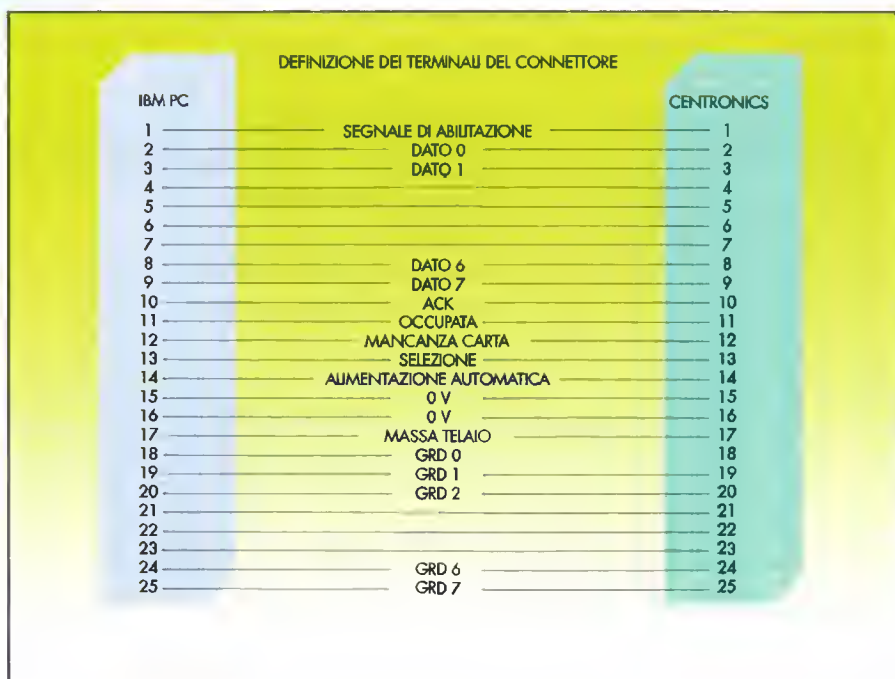 DEFINIZIONE DEI TERMINALI DEL CONNETTORE
IBM PC CENTRONICS
1 SEGNALE DI ABILITAZIONE 1
2 DATO 0 2
3 DATO 1 3
4 4
5 5
6 6
7 7
8 DATO 6 8
9 DATO 7 9
10 ACK 10
11 OCCUPATA 11
12 MANCANZA CARTA 12
13 SELEZIONE 13
14 ALIMENTAZIONE AUTOMATICA 14
15 0 V 15
16 0 V 16
17 MASSA TELAIO 17
18 GRD 0 18
19 GRD 1 19
20 GRD 2 20
21 21
22 22
23 23
24 GRD 6 24
25 GRD 7 25